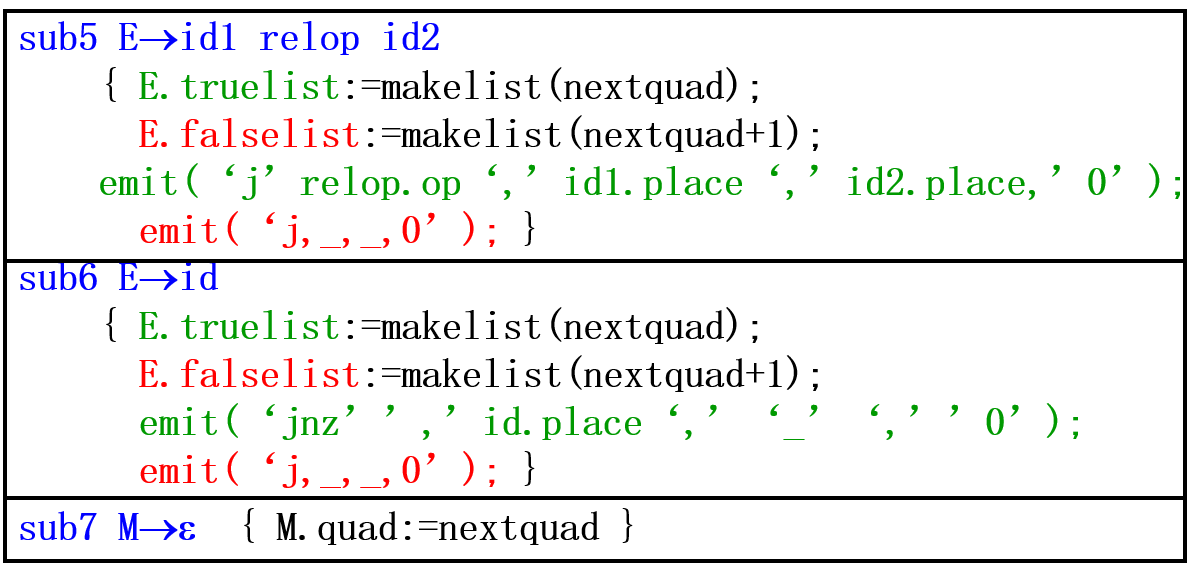 sub5 E→id1 relop id2
{ E.truelist:=makelist(nextquad);
E.falselist:=makelist(nextquad+1);
emit( ‘j’ relop.op ‘,’ id1.place ‘,’ id2.place,’ 0’ );
emit( ‘j,_,_,0’ ); }
sub6 E→id
{ E.truelist:=makelist(nextquad);
E.falselist:=makelist(nextquad+1);
emit( ‘jnz’ ’,’ id.place ‘,’ ‘_’ ‘,’ ’ 0’ );
emit( ‘j,_,_,0’ ); }
sub7 M→ε { M.quad:=nextquad }